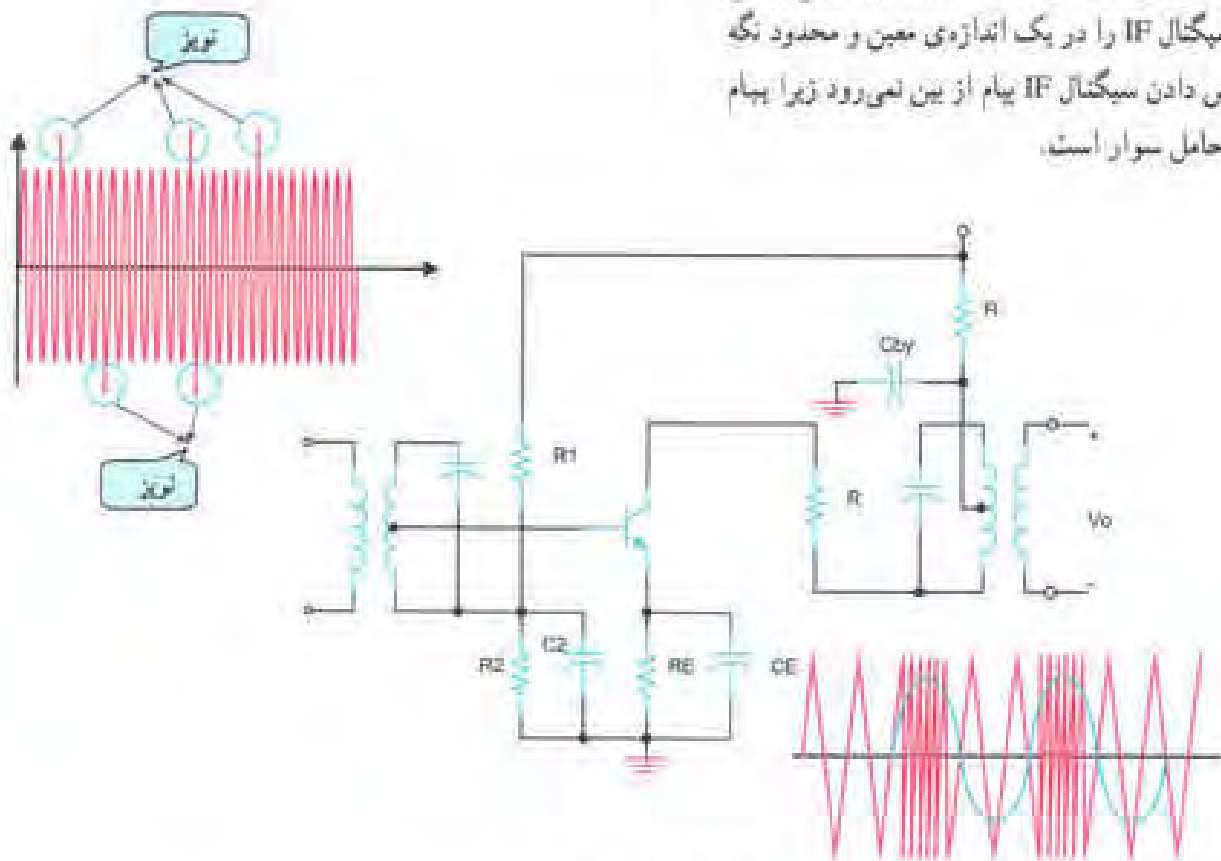 سیگنال IF را در یک اندازه‌ی معین و محدود نگه
دادن سیگنال IF پیام از بین نمی‌رود زیرا پیام
حامل سوار است.
نویز
نویز
R
Cby
R1
R
+
Vo
-
R2
C2
RE
CE